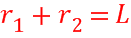 r₁ + r₂ = L